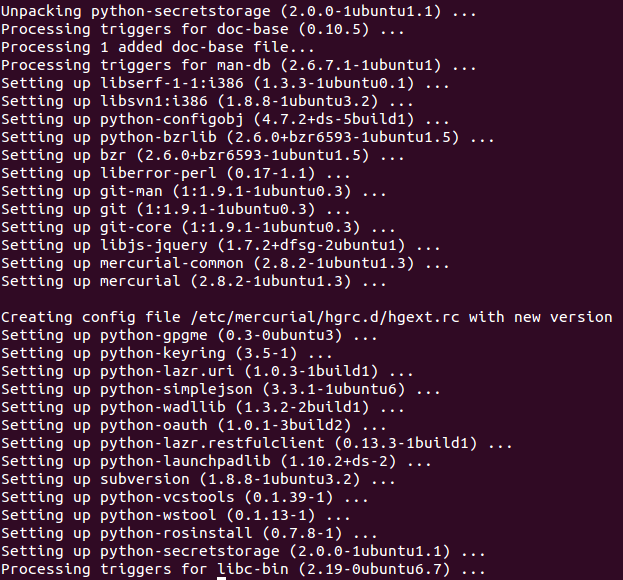 Unpacking python-secretstorage (2.0.0-1ubuntu1.1) ...
Processing triggers for doc-base (0.10.5) ...
Processing 1 added doc-base file...
Processing triggers for man-db (2.6.7.1-1ubuntu1) ...
Setting up libserf-1-1:i386 (1.3.3-1ubuntu0.1) ...
Setting up libsvn1:i386 (1.8.8-1ubuntu3.2) ...
Setting up python-configobj (4.7.2+ds-5build1) ...
Setting up python-bzrlib (2.6.0+bzr6593-1ubuntu1.5) ...
Setting up bzr (2.6.0+bzr6593-1ubuntu1.5) ...
Setting up liberror-perl (0.17-1.1) ...
Setting up git-man (1:1.9.1-1ubuntu0.3) ...
Setting up git (1:1.9.1-1ubuntu0.3) ...
Setting up git-core (1:1.9.1-1ubuntu0.3) ...
Setting up libjs-jquery (1.7.2+dfsg-2ubuntu1) ...
Setting up mercurial-common (2.8.2-1ubuntu1.3) ...
Setting up mercurial (2.8.2-1ubuntu1.3) ...

Creating config file /etc/mercurial/hgrc.d/hgext.rc with new version
Setting up python-gpgme (0.3-0ubuntu3) ...
Setting up python-keyring (3.5-1) ...
Setting up python-lazr.uri (1.0.3-1build1) ...
Setting up python-simplejson (3.3.1-1ubuntu6) ...
Setting up python-wadllib (1.3.2-2build1) ...
Setting up python-oauth (1.0.1-3build2) ...
Setting up python-lazr.restfulclient (0.13.3-1build1) ...
Setting up python-launchpadlib (1.10.2+ds-2) ...
Setting up subversion (1.8.8-1ubuntu3.2) ...
Setting up python-vcstools (0.1.39-1) ...
Setting up python-wstool (0.1.13-1) ...
Setting up python-rosinstall (0.7.8-1) ...
Setting up python-secretstorage (2.0.0-1ubuntu1.1) ...
Processing triggers for libc-bin (2.19-0ubuntu6.7) ...